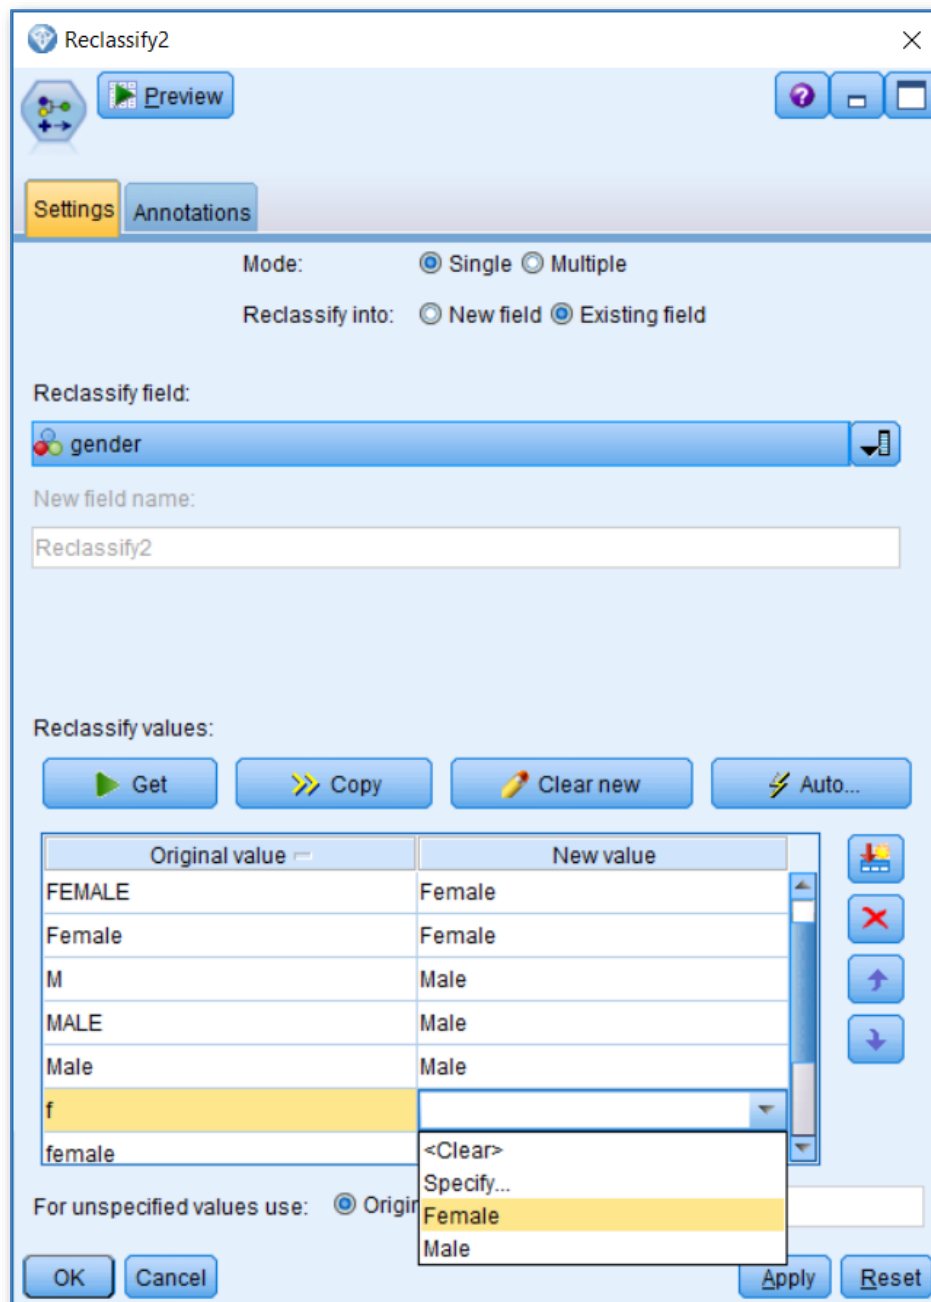 Reclassify2
Preview
Settings Annotations
Mode: Single Multiple
Reclassify into: New field Existing field
Reclassify field:
gender
New field name:
Reclassify2
Reclassify values:
Get Copy Clear new Auto...
Original value New value
FEMALE Female
Female Female
M Male
MALE Male
Male Male
f
female
<Clear>
Specify...
Female
Male
For unspecified values use: Origin
OK Cancel Apply Reset